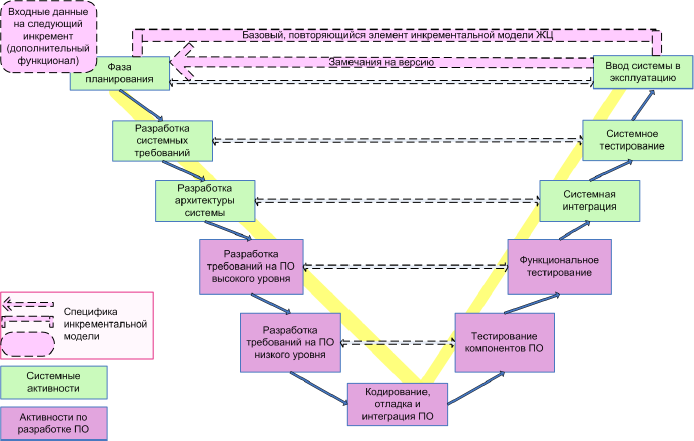 Входные данные
на следующий
инкремент
(дополнительный
функционал)
Базовый, повторяющийся элемент инкрементальной модели ЖЦ
Замечания на версию
Фаза
планирования
Ввод системы в
эксплуатацию
Разработка
системных
требований
Системное
тестирование
Разработка
архитектуры
системы
Системная
интеграция
Разработка
требований на ПО
высокого уровня
Функциональное
тестирование
Разработка
требований на ПО
низкого уровня
Тестирование
компонентов ПО
Кодирование,
отладка и
интеграция ПО
Специфика
инкрементальной
модели
Системные
активности
Активности по
разработке ПО